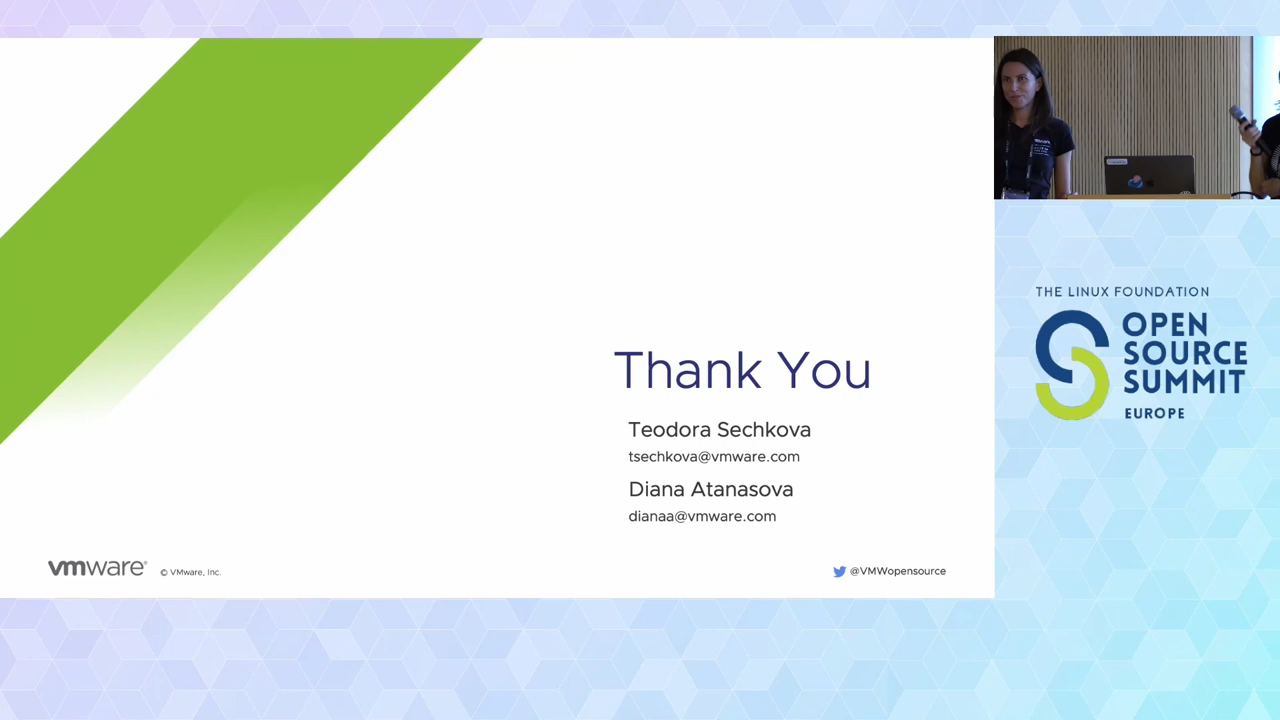 Thank You
Teodora Sechkova
tsechkova@vmware.com
Diana Atanasova
dianaa@vmware.com
vmware®
© VMware, Inc.
@VMWopensource
THE LINUX FOUNDATION
OPEN
SOURCE
SUMMIT
EUROPE